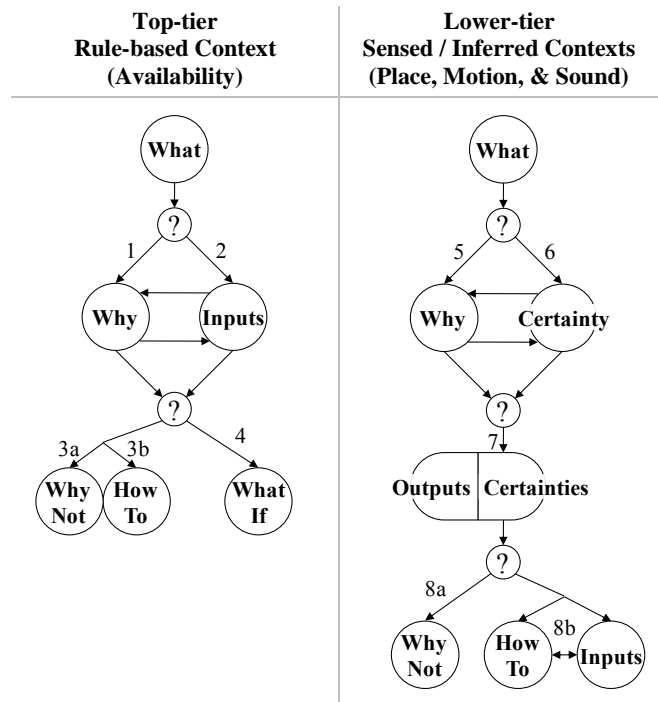 Top-tier
Rule-based Context
(Availability)
What
?
1
2
Why
Inputs
?
3a
3b
4
Why
Not
How
To
What
If
Lower-tier
Sensed / Inferred Contexts
(Place, Motion, & Sound)
What
?
5
6
Why
Certainty
?
7
Outputs
Certainties
?
8a
8b
Why
Not
How
To
Inputs